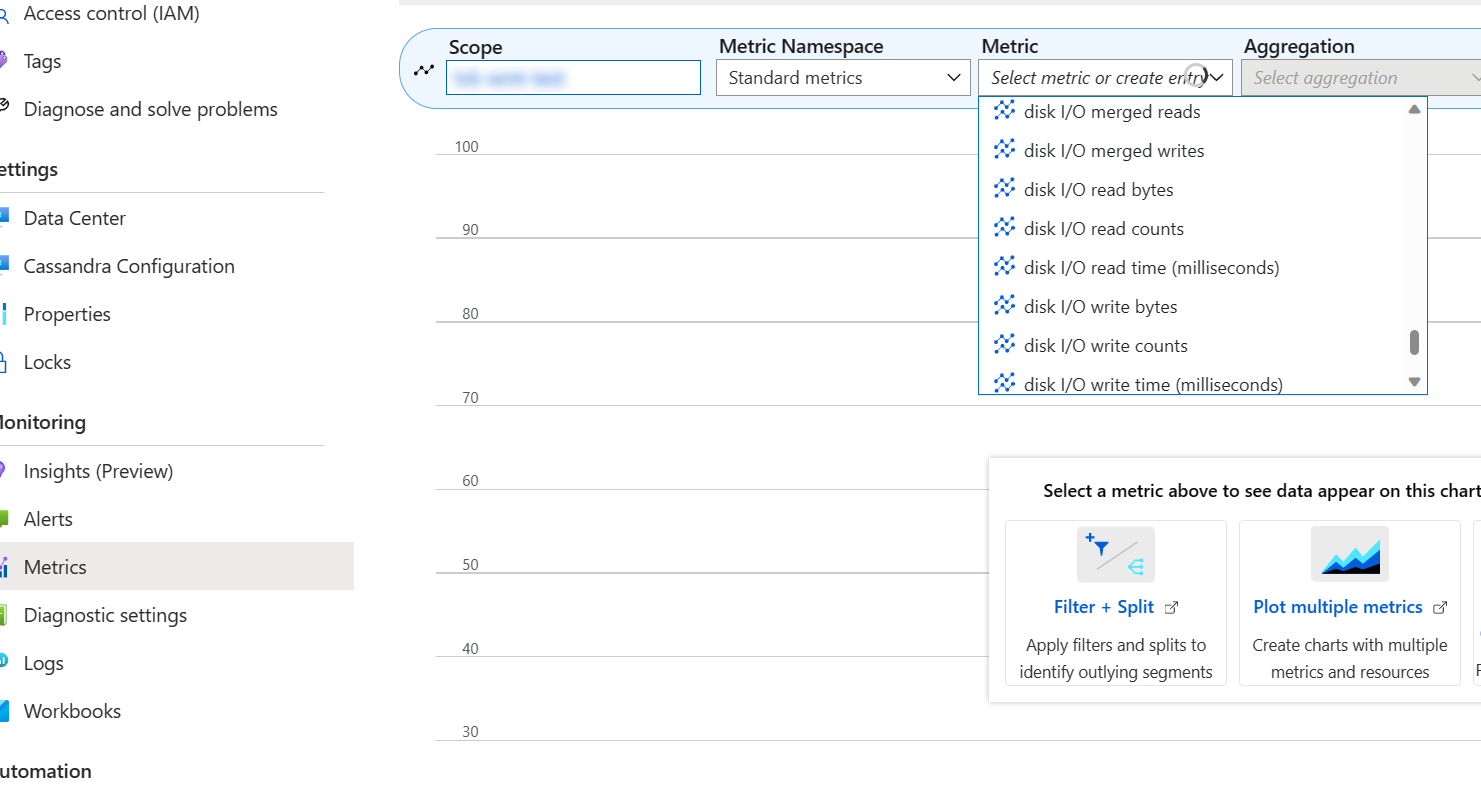 Access control (IAM)
Tags
Diagnose and solve problems
ettings
Data Center
Cassandra Configuration
Properties
Locks
onitoring
Insights (Preview)
Alerts
Metrics
Diagnostic settings
Logs
Workbooks
utomation
Scope
Metric Namespace
Standard metrics
Metric
Select metric or create entry
Aggregation
Select aggregation
disk I/O merged reads
disk I/O merged writes
disk I/O read bytes
disk I/O read counts
disk I/O read time (milliseconds)
disk I/O write bytes
disk I/O write counts
disk I/O write time (milliseconds)
100
90
80
70
60
50
40
30
Select a metric above to see data appear on this chart
Filter + Split
Apply filters and splits to
identify outlying segments
Plot multiple metrics
Create charts with multiple
metrics and resources